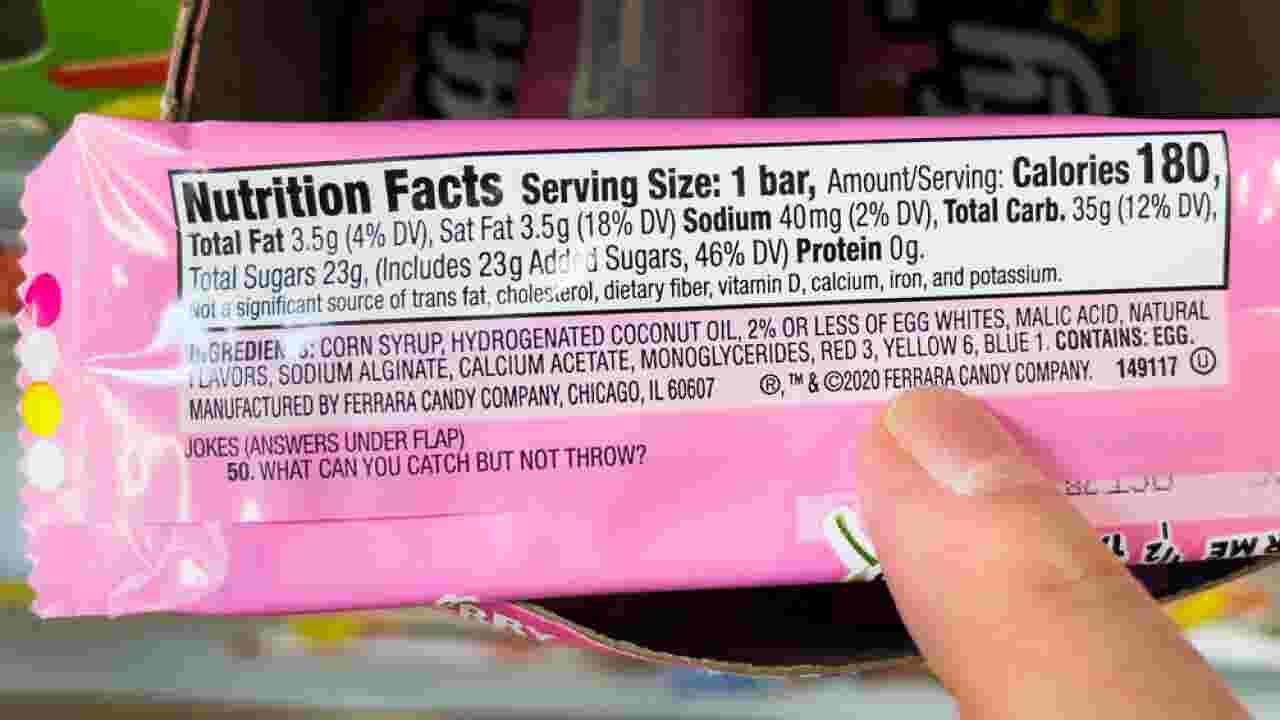 Nutrition Facts Serving Size: 1 bar, Amount/Serving: Calories 180,
Total Fat 3.5g (4% DV), Sat Fat 3.5g (18% DV) Sodium 40mg (2% DV), Total Carb. 35g (12% DV),
Total Sugars 23g, (Includes 23g Added Sugars, 46% DV) Protein 0g.
Not a significant source of trans fat, cholesterol, dietary fiber, vitamin D, calcium, iron, and potassium.
INGREDIENTS: CORN SYRUP, HYDROGENATED COCONUT OIL, 2% OR LESS OF EGG WHITES, MALIC ACID, NATURAL
FLAVORS, SODIUM ALGINATE, CALCIUM ACETATE, MONOGLYCERIDES, RED 3, YELLOW 6, BLUE 1. CONTAINS: EGG.
MANUFACTURED BY FERRARA CANDY COMPANY, CHICAGO, IL 60607 ®, ™ & ©2020 FERRARA CANDY COMPANY. 149117 U
JOKES (ANSWERS UNDER FLAP)
50. WHAT CAN YOU CATCH BUT NOT THROW?
ME